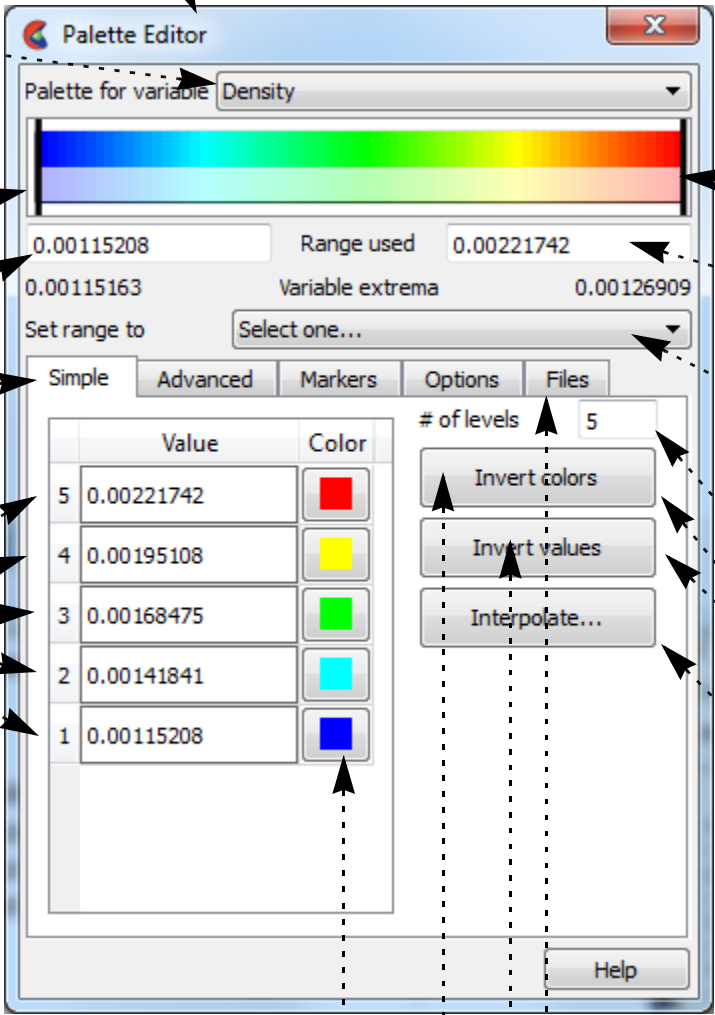 Palette Editor
Palette for variable Density
0.00115208 Range used 0.00221742
0.00115163 Variable extrema 0.00126909
Set range to Select one...
Simple Advanced Markers Options Files
# of levels 5
Value Color
5 0.00221742
Invert colors
4 0.00195108
Invert values
3 0.00168475
Interpolate...
2 0.00141841
1 0.00115208
Help